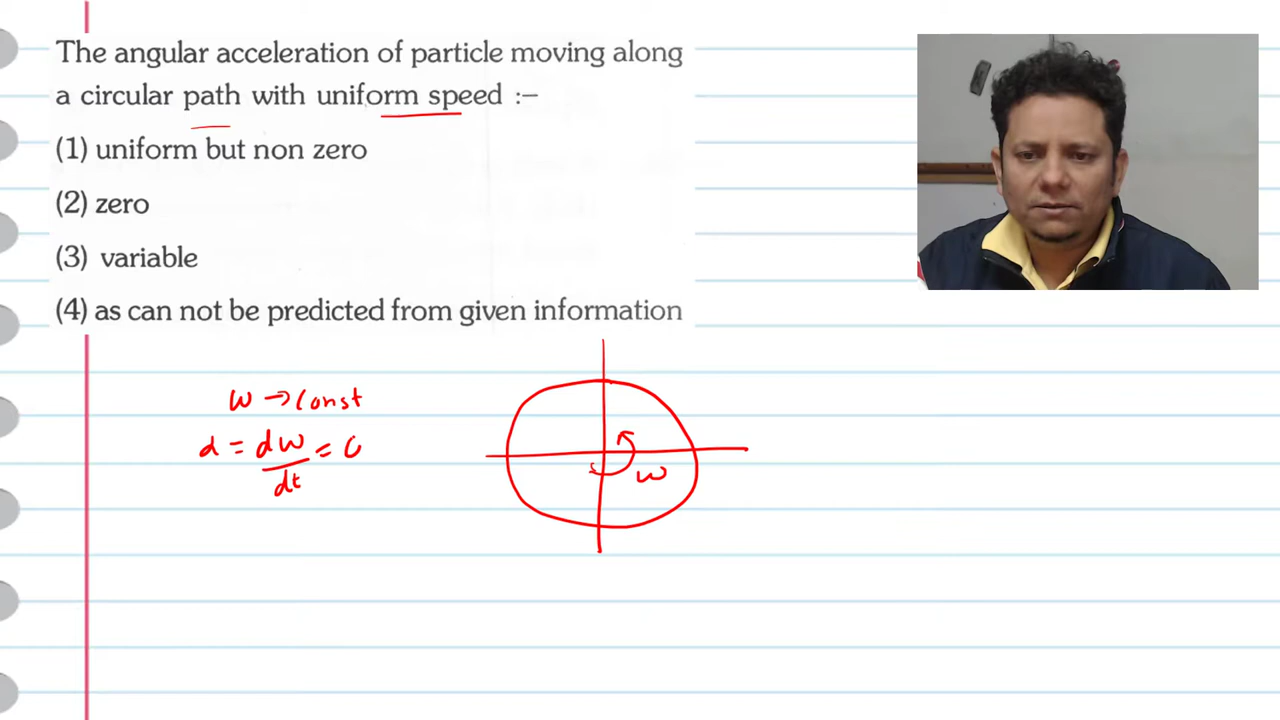 The angular acceleration of particle moving along
a circular path with uniform speed :–
(1) uniform but non zero
(2) zero
(3) variable
(4) as can not be predicted from given information
ω → Const
α = dω/dt = 0
ω